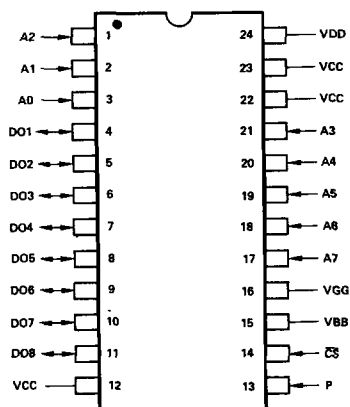 A2 1 24 VDD
A1 2 23 VCC
A0 3 22 VCC
DO1 4 21 A3
DO2 5 20 A4
DO3 6 19 A5
DO4 7 18 A6
DO5 8 17 A7
DO6 9 16 VGG
DO7 10 15 VBB
DO8 11 14 C̅S̅
VCC 12 13 P